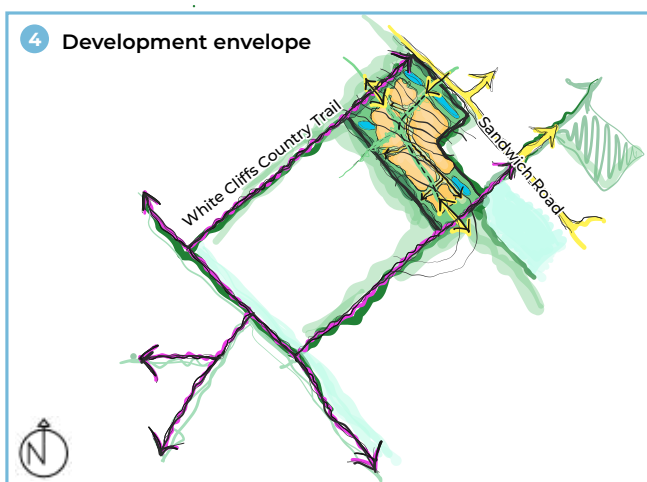 4 Development envelope
White Cliffs Country Trail
Sandwich Road
N